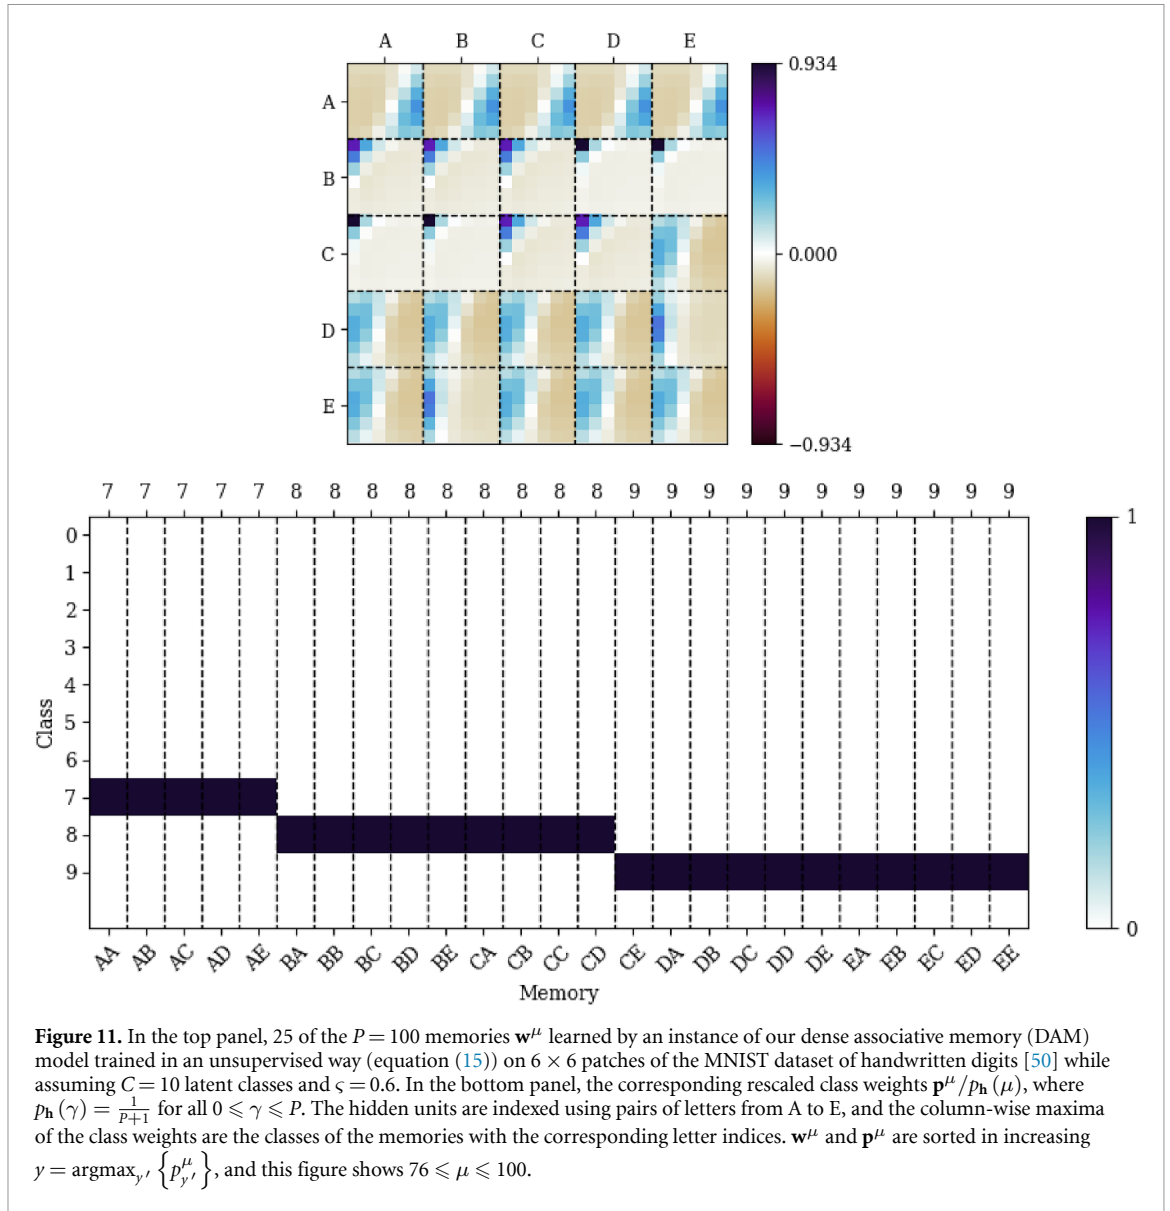 A B C D E
0.934
A
B
C
0.000
D
E
−0.934
7 7 7 7 7 8 8 8 8 8 8 8 8 8 9 9 9 9 9 9 9 9 9 9 9
1
0
1
2
3
4
5
6
7
8
9
Class
0
AA AB AC AD AE BA BB BC BD BE CA CB CC CD CE DA DB DC DD DE EA EB EC ED EE
Memory
Figure 11. In the top panel, 25 of the P = 100 memories w^μ learned by an instance of our dense associative memory (DAM)
model trained in an unsupervised way (equation (15)) on 6 × 6 patches of the MNIST dataset of handwritten digits [50] while
assuming C = 10 latent classes and ς = 0.6. In the bottom panel, the corresponding rescaled class weights p^μ/p_h (μ), where
p_h (γ) = 1/(P+1) for all 0 ⩽ γ ⩽ P. The hidden units are indexed using pairs of letters from A to E, and the column-wise maxima
of the class weights are the classes of the memories with the corresponding letter indices. w^μ and p^μ are sorted in increasing
y = argmax_y′ {p^μ_y′}, and this figure shows 76 ⩽ μ ⩽ 100.